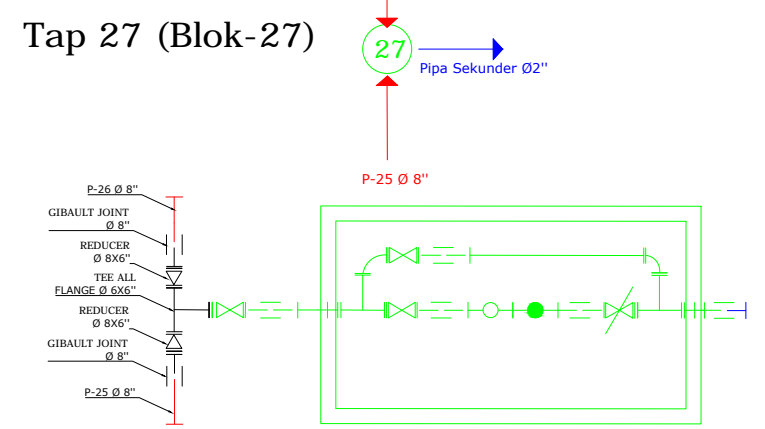 Tap 27 (Blok-27)
27
Pipa Sekunder Ø2"
P-25 Ø 8"
P-26 Ø 8"
GIBAULT JOINT
Ø 8"
REDUCER
Ø 8X6"
TEE ALL
FLANGE Ø 6X6"
REDUCER
Ø 8X6"
GIBAULT JOINT
Ø 8"
P-25 Ø 8"